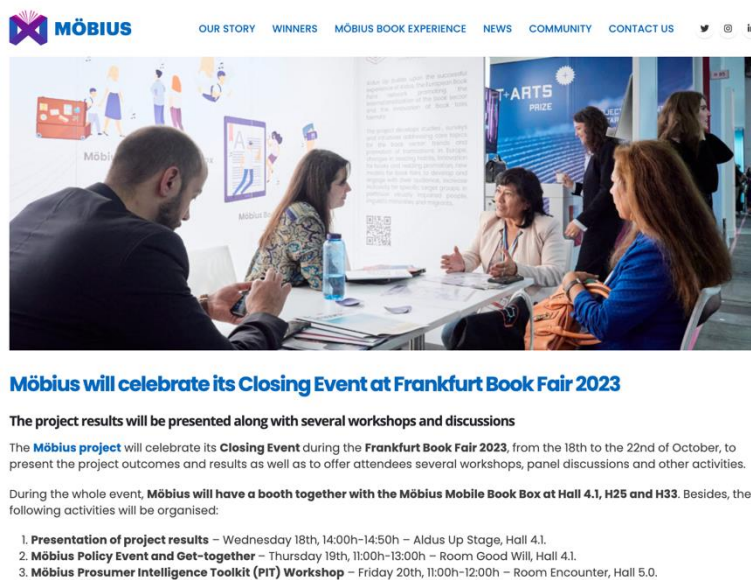 MÖBIUS
OUR STORY WINNERS MÖBIUS BOOK EXPERIENCE NEWS COMMUNITY CONTACT US
T+ARTS
PRIZE
Möbius will celebrate its Closing Event at Frankfurt Book Fair 2023
The project results will be presented along with several workshops and discussions
The Möbius project will celebrate its Closing Event during the Frankfurt Book Fair 2023, from the 18th to the 22nd of October, to
present the project outcomes and results as well as to offer attendees several workshops, panel discussions and other activities.
During the whole event, Möbius will have a booth together with the Möbius Mobile Book Box at Hall 4.1, H25 and H33. Besides, the
following activities will be organised:
1. Presentation of project results – Wednesday 18th, 14:00h-14:50h – Aldus Up Stage, Hall 4.1.
2. Möbius Policy Event and Get-together – Thursday 19th, 11:00h-13:00h – Room Good Will, Hall 4.1.
3. Möbius Prosumer Intelligence Toolkit (PIT) Workshop – Friday 20th, 11:00h-12:00h – Room Encounter, Hall 5.0.